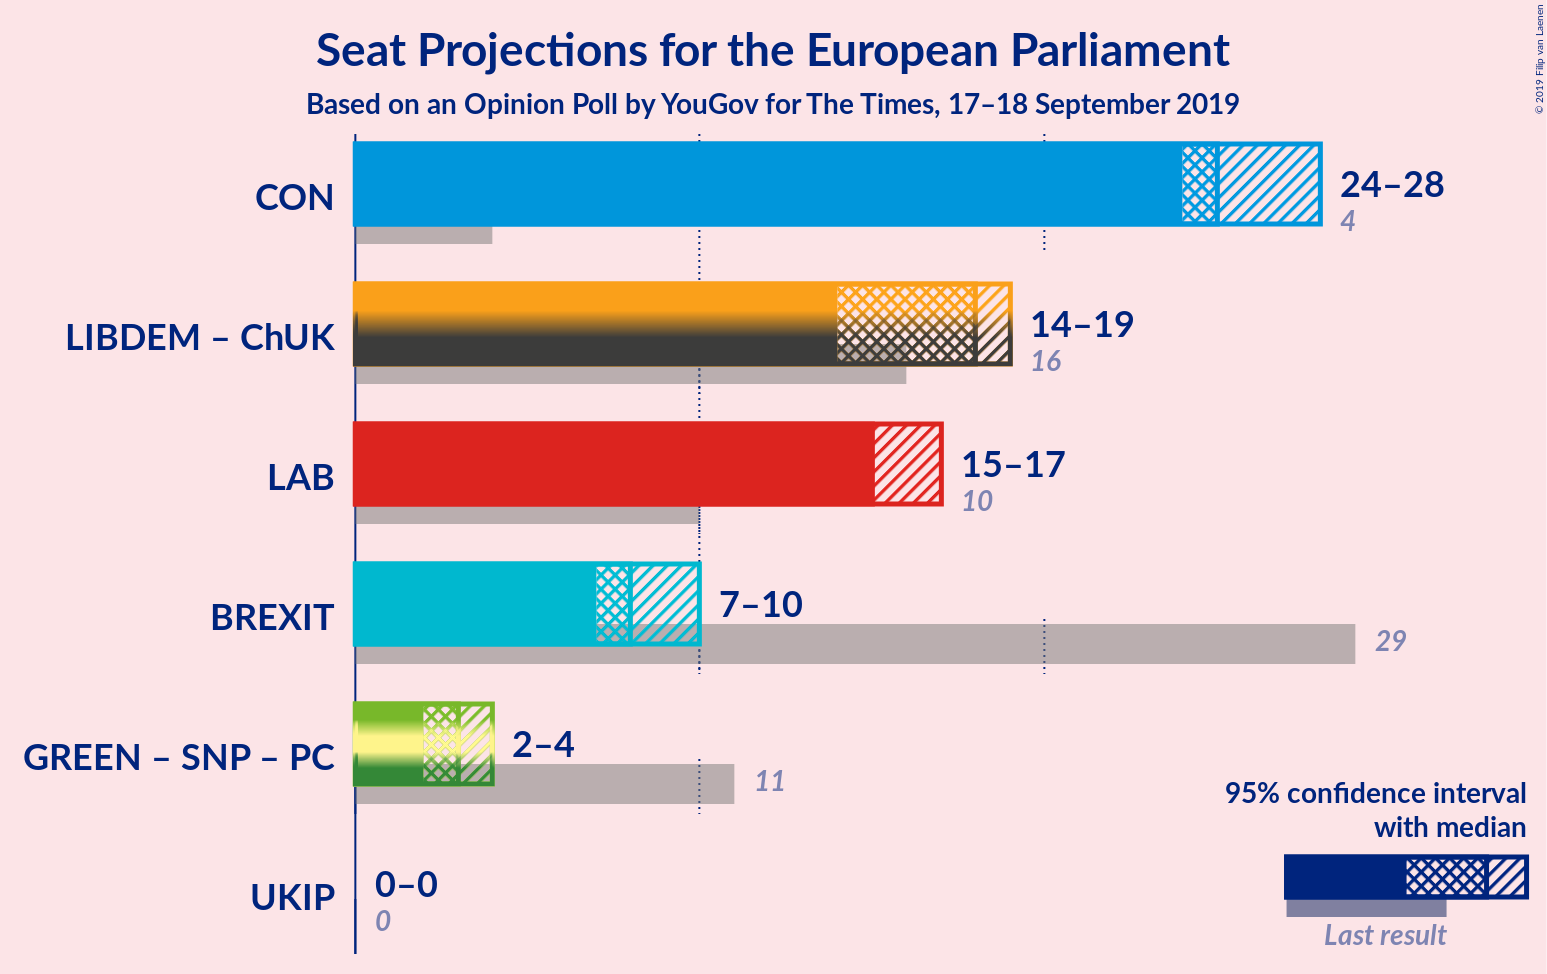 Seat Projections for the European Parliament
Based on an Opinion Poll by YouGov for The Times, 17–18 September 2019
© 2019 Filip van Laenen
CON
24–28
4
LIBDEM – ChUK
14–19
16
LAB
15–17
10
BREXIT
7–10
29
GREEN – SNP – PC
2–4
11
UKIP
0–0
0
95% confidence interval
with median
Last result